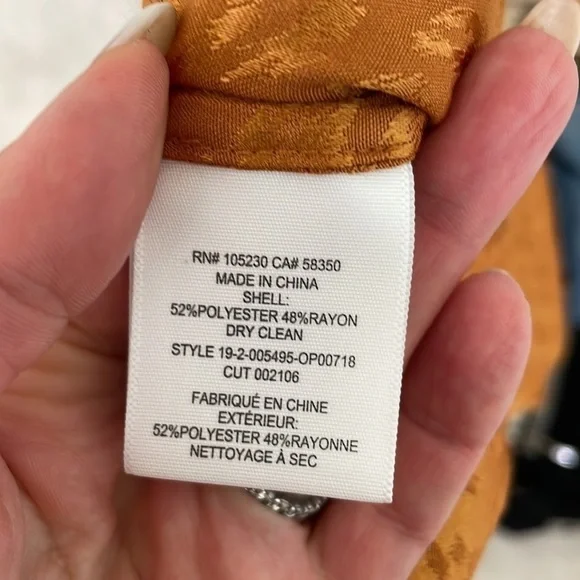 RN# 105230 CA# 58350
MADE IN CHINA
SHELL:
52%POLYESTER 48%RAYON
DRY CLEAN
STYLE 19-2-005495-OP00718
CUT 002106
FABRIQUÉ EN CHINE
EXTÉRIEUR:
52%POLYESTER 48%RAYONNE
NETTOYAGE À SEC